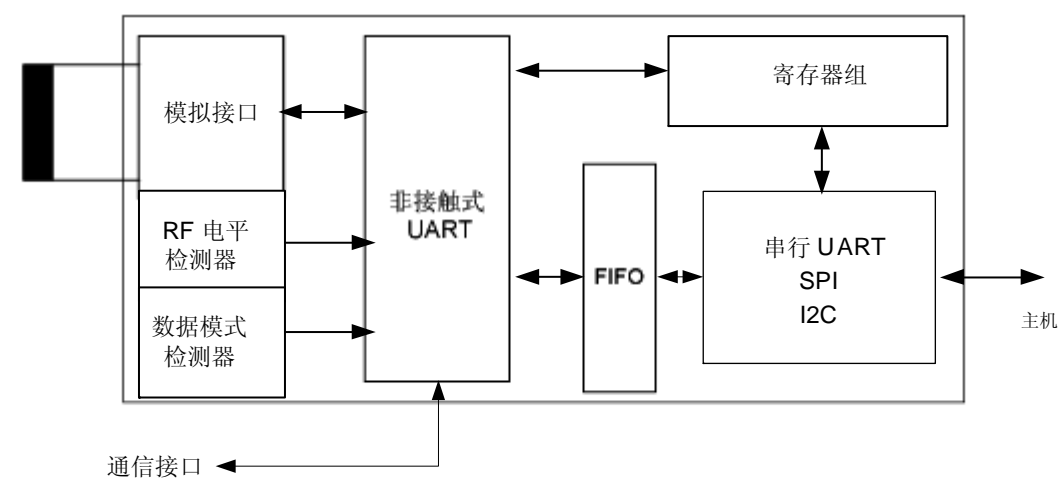 模拟接口
RF 电平
检测器
数据模式
检测器
非接触式
UART
FIFO
寄存器组
串行 UART
SPI
I2C
主机
通信接口